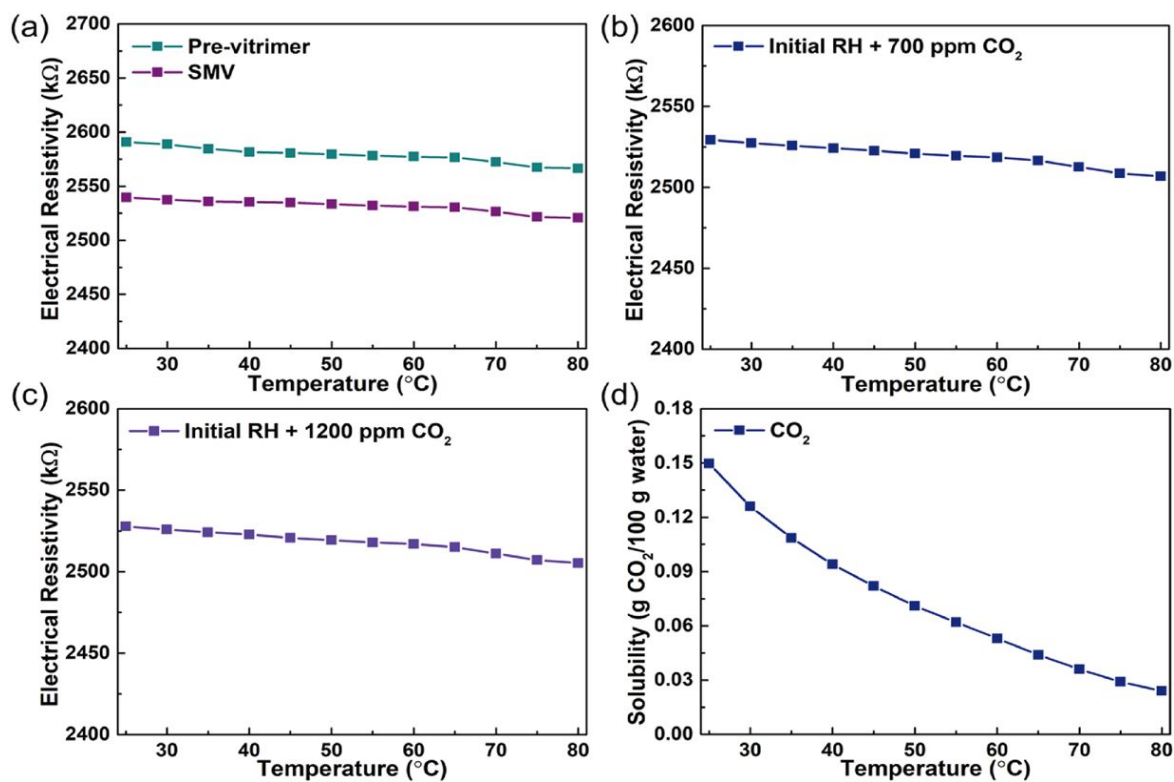 (a)
Pre-vitrimer
SMV
Electrical Resistivity (kΩ)
2700
2650
2600
2550
2500
2450
2400
30 40 50 60 70 80
Temperature (°C)
(b)
Initial RH + 700 ppm CO₂
Electrical Resistivity (kΩ)
2600
2550
2500
2450
2400
30 40 50 60 70 80
Temperature (°C)
(c)
Initial RH + 1200 ppm CO₂
Electrical Resistivity (kΩ)
2600
2550
2500
2450
2400
30 40 50 60 70 80
Temperature (°C)
(d)
CO₂
Solubility (g CO₂/100 g water)
0.18
0.15
0.12
0.09
0.06
0.03
0.00
30 40 50 60 70 80
Temperature (°C)